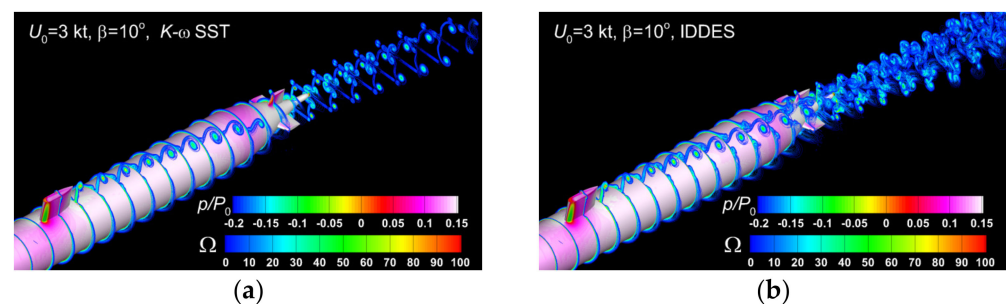 U₀=3 kt, β=10°, K-ω SST
p/P₀
-0.2 -0.15 -0.1 -0.05 0 0.05 0.1 0.15
Ω
0 10 20 30 40 50 60 70 80 90 100
(a)
U₀=3 kt, β=10°, IDDES
p/P₀
-0.2 -0.15 -0.1 -0.05 0 0.05 0.1 0.15
Ω
0 10 20 30 40 50 60 70 80 90 100
(b)